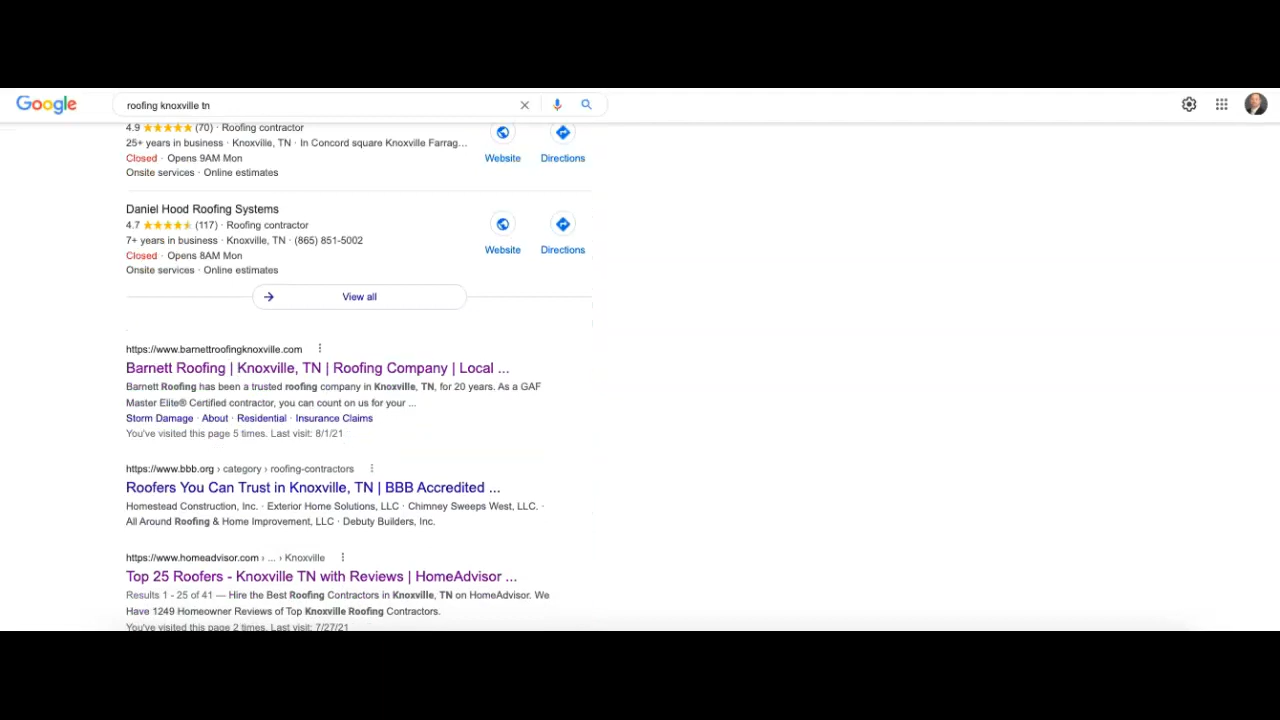 Google
roofing knoxville tn
4.9 ★★★★★ (70) · Roofing contractor
25+ years in business · Knoxville, TN · In Concord square Knoxville Farrag...
Closed · Opens 9AM Mon
Onsite services · Online estimates
Website
Directions
Daniel Hood Roofing Systems
4.7 ★★★★★ (117) · Roofing contractor
7+ years in business · Knoxville, TN · (865) 851-5002
Closed · Opens 8AM Mon
Onsite services · Online estimates
Website
Directions
View all
https://www.barnettroofingknoxville.com
Barnett Roofing | Knoxville, TN | Roofing Company | Local ...
Barnett Roofing has been a trusted roofing company in Knoxville, TN, for 20 years. As a GAF
Master Elite® Certified contractor, you can count on us for your ...
Storm Damage · About · Residential · Insurance Claims
You've visited this page 5 times. Last visit: 8/1/21
https://www.bbb.org › category › roofing-contractors
Roofers You Can Trust in Knoxville, TN | BBB Accredited ...
Homestead Construction, Inc. · Exterior Home Solutions, LLC · Chimney Sweeps West, LLC. ·
All Around Roofing & Home Improvement, LLC · Debuty Builders, Inc.
https://www.homeadvisor.com › ... › Knoxville
Top 25 Roofers - Knoxville TN with Reviews | HomeAdvisor ...
Results 1 - 25 of 41 — Hire the Best Roofing Contractors in Knoxville, TN on HomeAdvisor. We
Have 1249 Homeowner Reviews of Top Knoxville Roofing Contractors.
You've visited this page 2 times. Last visit: 7/27/21